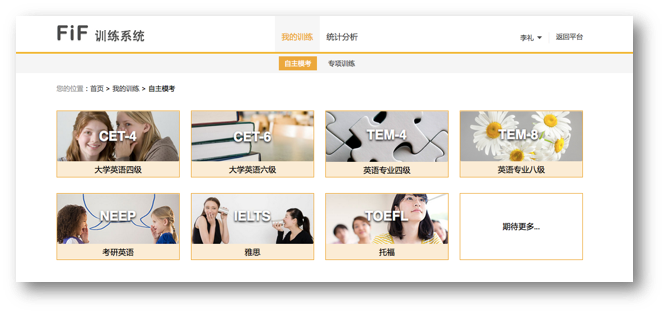 FiF 训练系统 我的训练 统计分析 李礼 返回平台
自主模考 专项训练
您的位置：首页 > 我的训练 > 自主模考
CET-4 CET-6 TEM-4 TEM-8
大学英语四级 大学英语六级 英语专业四级 英语专业八级
NEEP IELTS TOEFL 期待更多...
考研英语 雅思 托福